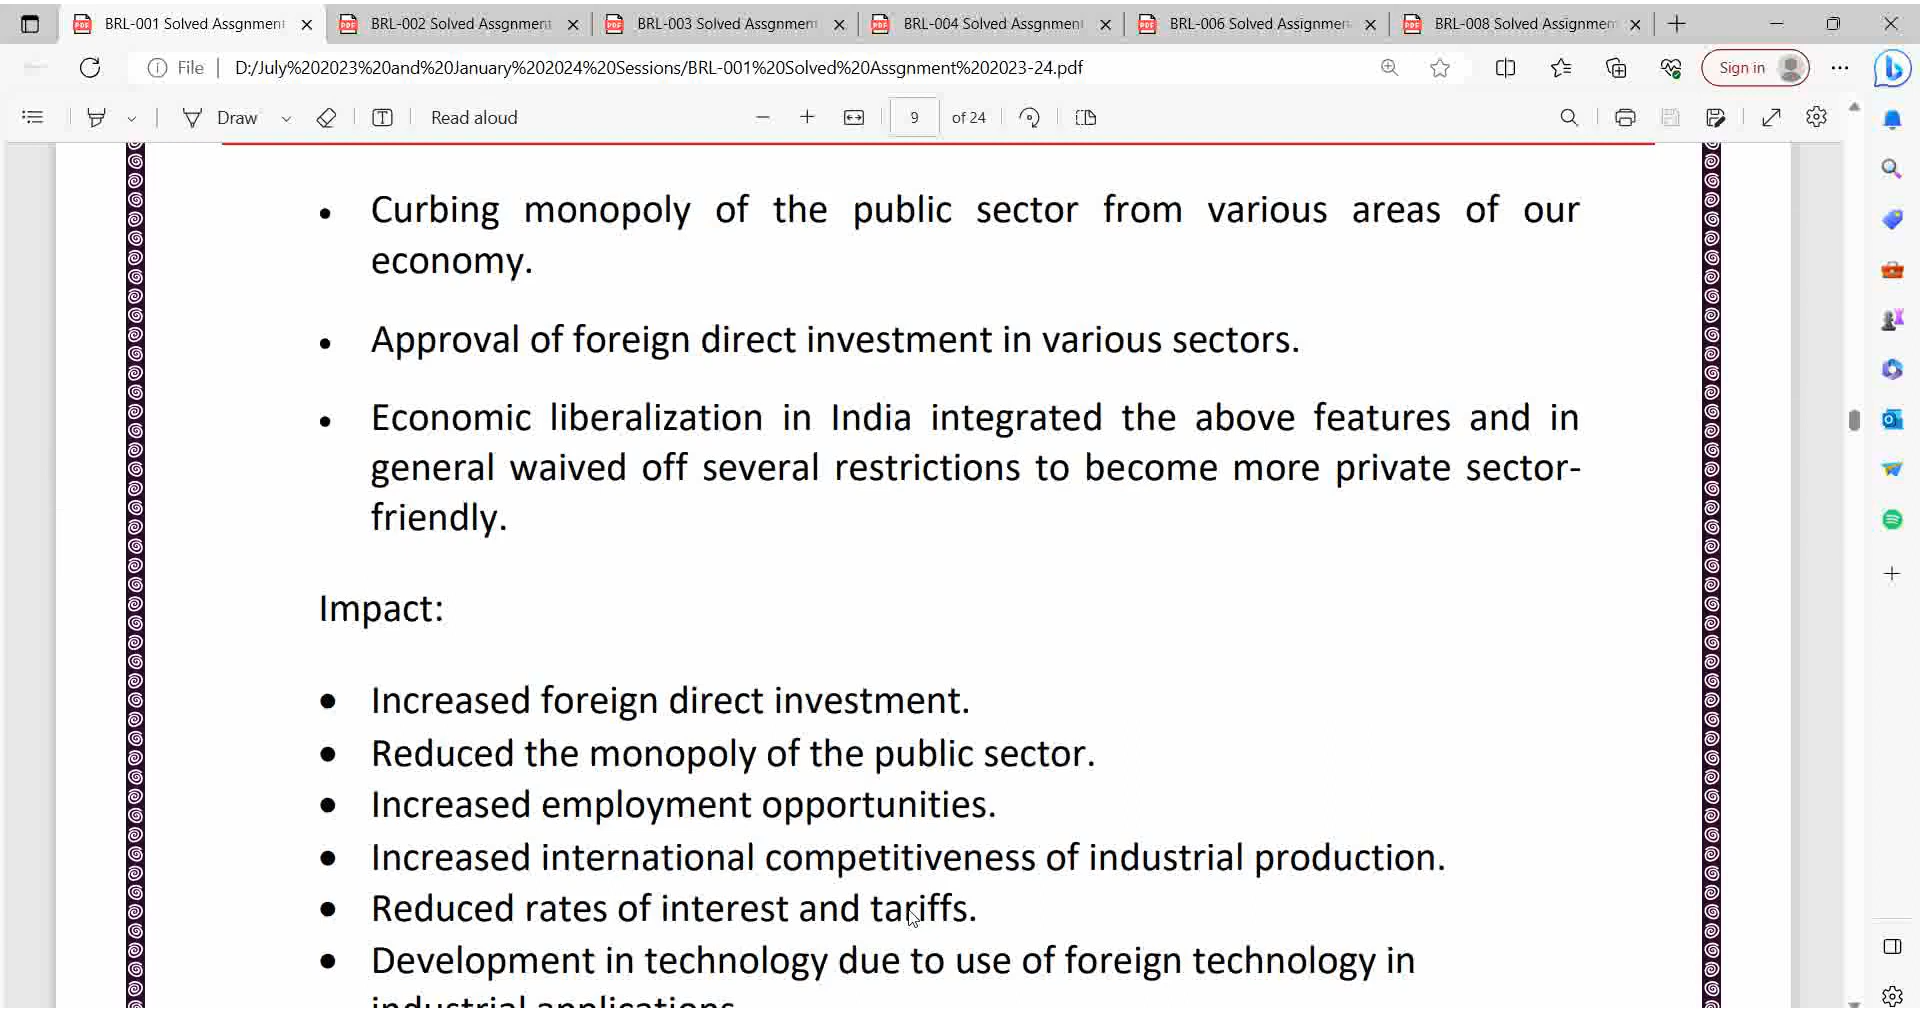 BRL-001 Solved Assgnment
BRL-002 Solved Assgnment
BRL-003 Solved Assgnment
BRL-004 Solved Assgnment
BRL-006 Solved Assignmen
BRL-008 Solved Assignmen
File
D:/July%202023%20and%20January%202024%20Sessions/BRL-001%20Solved%20Assgnment%202023-24.pdf
Sign in
Draw
Read aloud
9 of 24
• Curbing monopoly of the public sector from various areas of our
economy.
• Approval of foreign direct investment in various sectors.
• Economic liberalization in India integrated the above features and in
general waived off several restrictions to become more private sector-
friendly.
Impact:
• Increased foreign direct investment.
• Reduced the monopoly of the public sector.
• Increased employment opportunities.
• Increased international competitiveness of industrial production.
• Reduced rates of interest and tariffs.
• Development in technology due to use of foreign technology in
industrial applications.